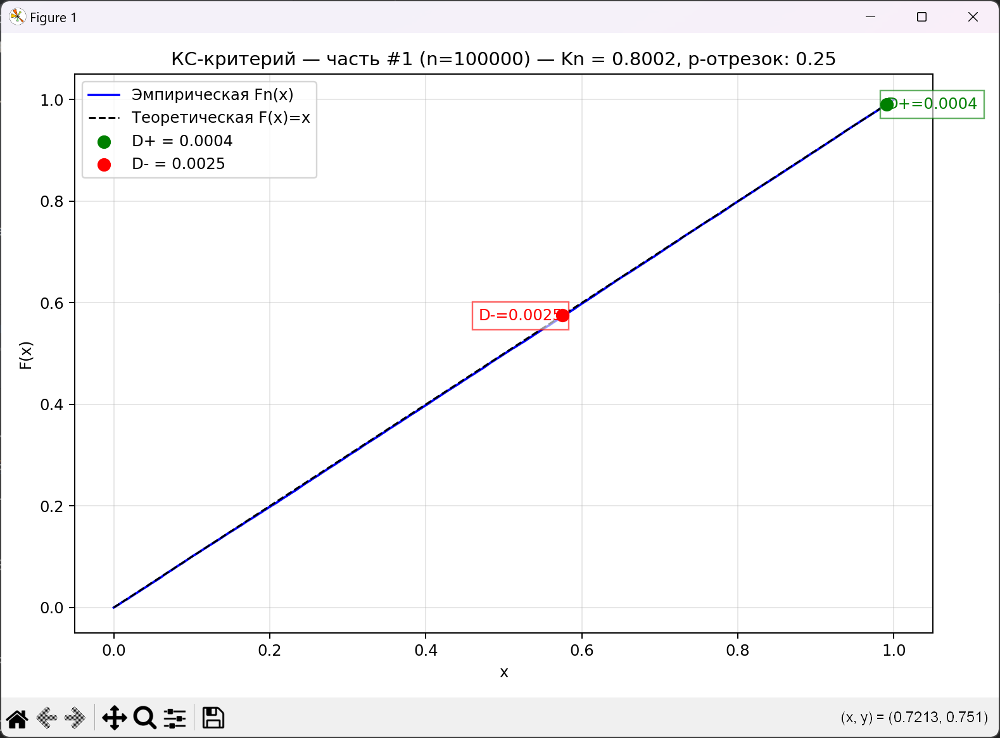 Figure 1
КС-критерий — часть #1 (n=100000) — Kn = 0.8002, p-отрезок: 0.25
Эмпирическая Fn(x)
Теоретическая F(x)=x
D+ = 0.0004
D- = 0.0025
D+=0.0004
D-=0.0025
1.0
0.8
0.6
0.4
0.2
0.0
F(x)
0.0 0.2 0.4 0.6 0.8 1.0
x
(x, y) = (0.7213, 0.751)